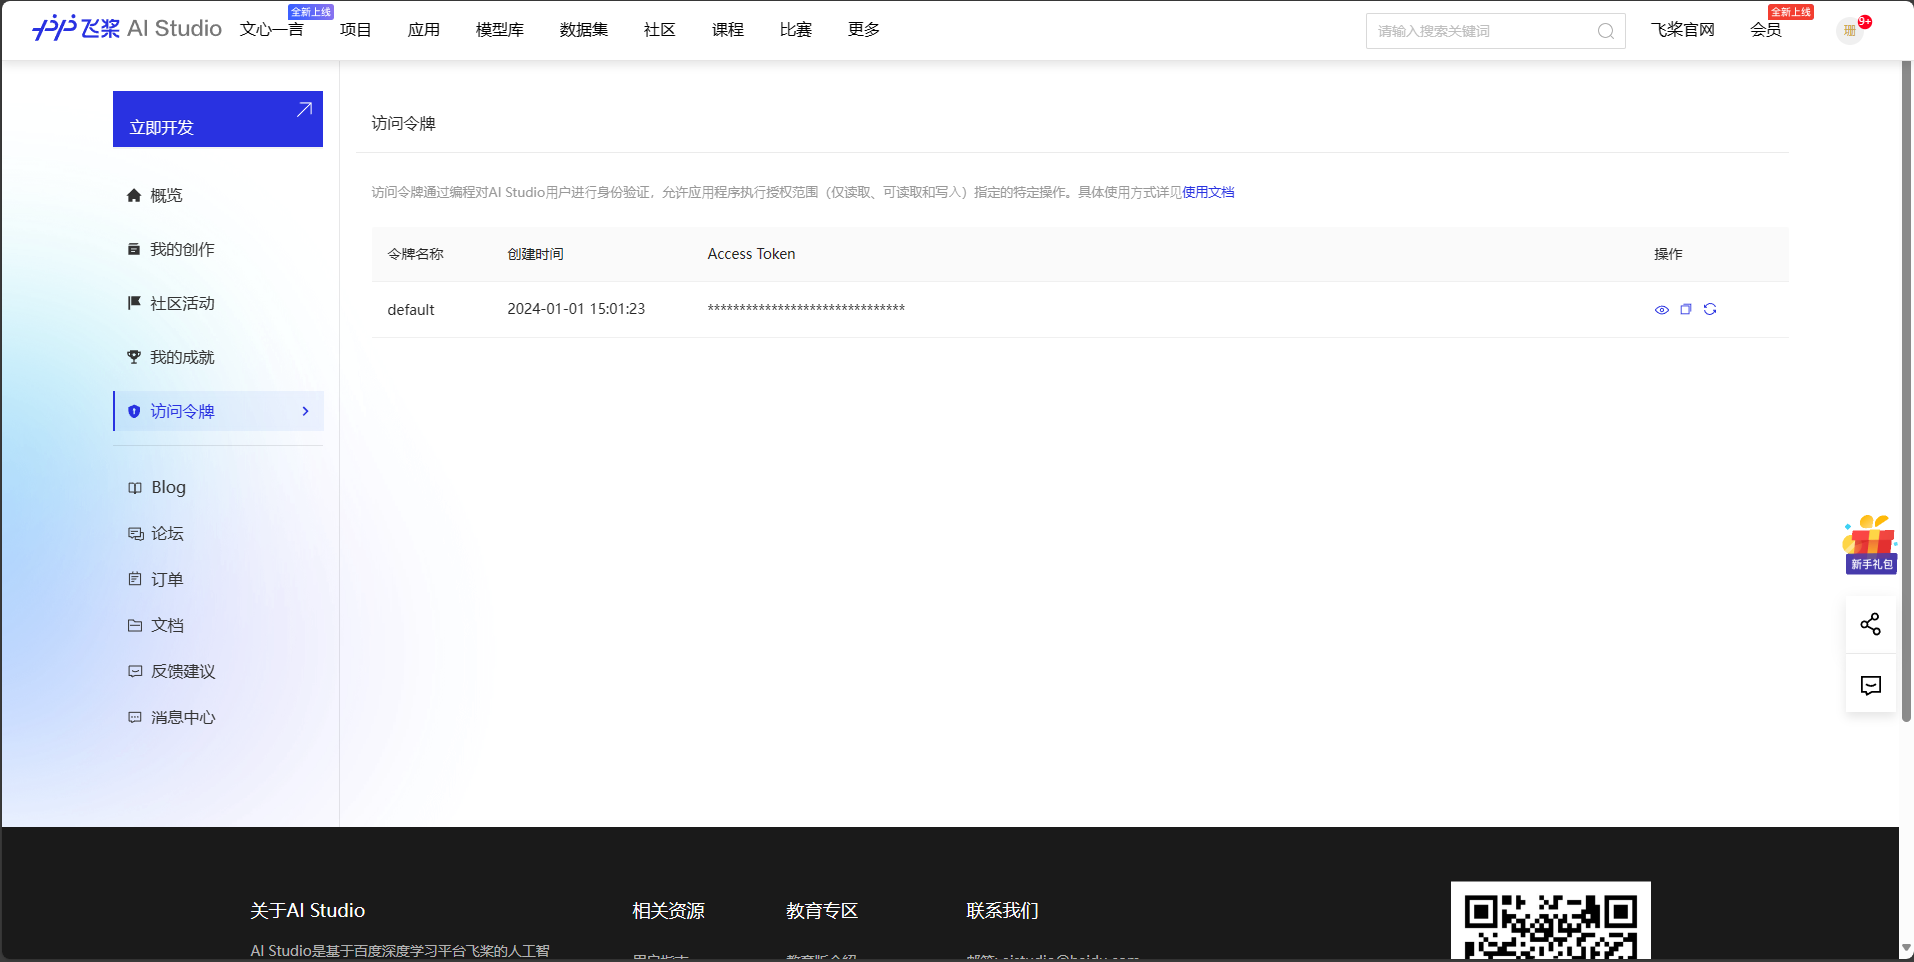 飞桨 AI Studio
文心一言
全新上线
项目
应用
模型库
数据集
社区
课程
比赛
更多
请输入搜索关键词
飞桨官网
会员
全新上线
珊
9+
立即开发
概览
我的创作
社区活动
我的成就
访问令牌
Blog
论坛
订单
文档
反馈建议
消息中心
访问令牌
访问令牌通过编程对AI Studio用户进行身份验证，允许应用程序执行授权范围（仅读取、可读取和写入）指定的特定操作。具体使用方式详见使用文档
令牌名称 创建时间 Access Token 操作
default 2024-01-01 15:01:23 *******************************
新手礼包
关于AI Studio
AI Studio是基于百度深度学习平台飞桨的人工智
相关资源
教育专区
联系我们